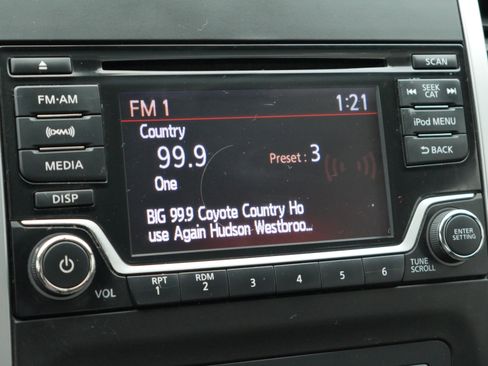 SCAN
FM·AM
FM 1 1:21
SEEK CAT
XM
Country
iPod MENU
99.9
Preset : 3
MEDIA
BACK
One
DISP
BIG 99.9 Coyote Country Ho
use Again Hudson Westbroo...
ENTER
SETTING
VOL
RPT 1
RDM 2
3
4
5
6
TUNE
SCROLL